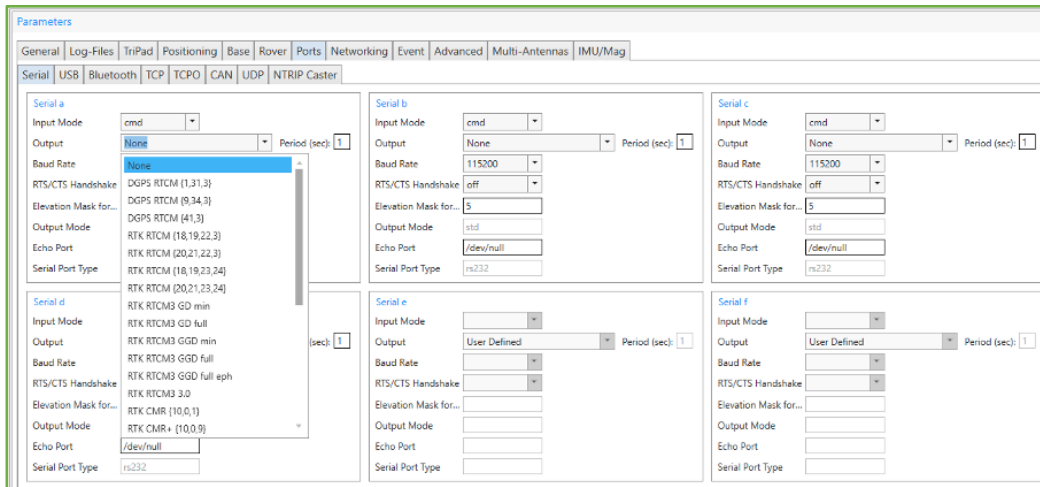 Parameters
General Log-Files TriPad Positioning Base Rover Ports Networking Event Advanced Multi-Antennas IMU/Mag
Serial USB Bluetooth TCP TCPO CAN UDP NTRIP Caster
Serial a
Input Mode cmd
Output None Period (sec): 1
Baud Rate
RTS/CTS Handshake
Elevation Mask for...
Output Mode
Echo Port
Serial Port Type
None
DGPS RTCM {1,31,3}
DGPS RTCM {9,34,3}
DGPS RTCM {41,3}
RTK RTCM {18,19,22,3}
RTK RTCM {20,21,22,3}
RTK RTCM {18,19,23,24}
RTK RTCM {20,21,23,24}
RTK RTCM3 GD min
RTK RTCM3 GD full
RTK RTCM3 GGD min
RTK RTCM3 GGD full
RTK RTCM3 GGD full eph
RTK RTCM3 3.0
RTK CMR {10,0,1}
RTK CMR+ {10,0,9}
Serial b
Input Mode cmd
Output None Period (sec): 1
Baud Rate 115200
RTS/CTS Handshake off
Elevation Mask for... 5
Output Mode std
Echo Port /dev/null
Serial Port Type rs232
Serial c
Input Mode cmd
Output None Period (sec): 1
Baud Rate 115200
RTS/CTS Handshake off
Elevation Mask for... 5
Output Mode std
Echo Port /dev/null
Serial Port Type rs232
Serial d
Input Mode
Output (sec): 1
Baud Rate
RTS/CTS Handshake
Elevation Mask for...
Output Mode
Echo Port /dev/null
Serial Port Type rs232
Serial e
Input Mode
Output User Defined Period (sec): 1
Baud Rate
RTS/CTS Handshake
Elevation Mask for...
Output Mode
Echo Port
Serial Port Type
Serial f
Input Mode
Output User Defined Period (sec): 1
Baud Rate
RTS/CTS Handshake
Elevation Mask for...
Output Mode
Echo Port
Serial Port Type